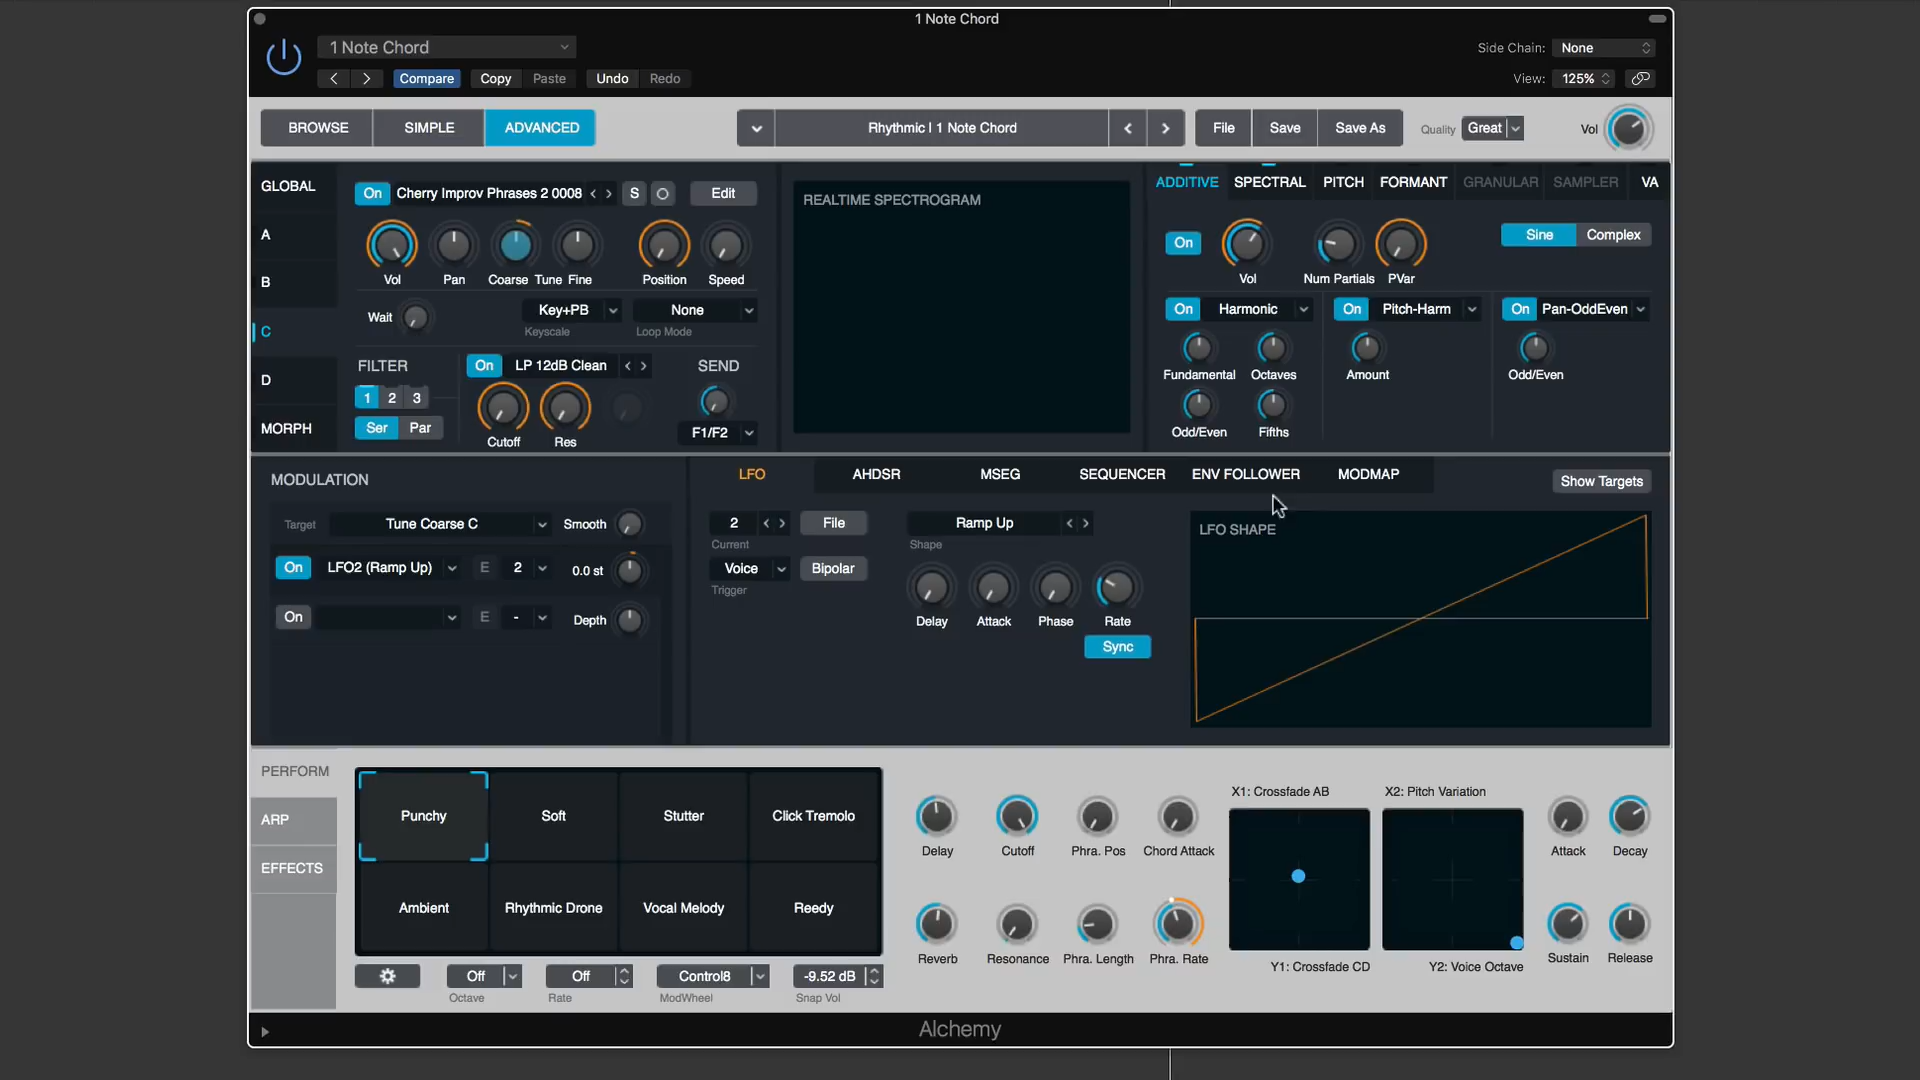 1 Note Chord
1 Note Chord
Side Chain: None
Compare Copy Paste Undo Redo
View: 125%
BROWSE SIMPLE ADVANCED
Rhythmic | 1 Note Chord
File Save Save As
Quality Great
Vol
GLOBAL
A
B
C
D
MORPH
On Cherry Improv Phrases 2 0008 S Edit
Vol Pan Coarse Tune Fine Position Speed
Wait
Key+PB None
Keyscale Loop Mode
FILTER On LP 12dB Clean SEND
1 2 3
Ser Par
F1/F2
Cutoff Res
REALTIME SPECTROGRAM
ADDITIVE SPECTRAL PITCH FORMANT GRANULAR SAMPLER VA
On Sine Complex
Vol Num Partials PVar
On Harmonic On Pitch-Harm On Pan-OddEven
Fundamental Octaves Amount Odd/Even
Odd/Even Fifths
MODULATION
Target Tune Coarse C Smooth
On LFO2 (Ramp Up) E 2 0.0 st
On E - Depth
LFO AHDSR MSEG SEQUENCER ENV FOLLOWER MODMAP
Show Targets
2 File Ramp Up
Current Shape
Voice Bipolar
Trigger
Delay Attack Phase Rate
Sync
LFO SHAPE
PERFORM
ARP
EFFECTS
Punchy Soft Stutter Click Tremolo
Ambient Rhythmic Drone Vocal Melody Reedy
Off Off Control8 -9.52 dB
Octave Rate ModWheel Snap Vol
Delay Cutoff Phra. Pos Chord Attack
Reverb Resonance Phra. Length Phra. Rate
X1: Crossfade AB X2: Pitch Variation
Y1: Crossfade CD Y2: Voice Octave
Attack Decay
Sustain Release
Alchemy